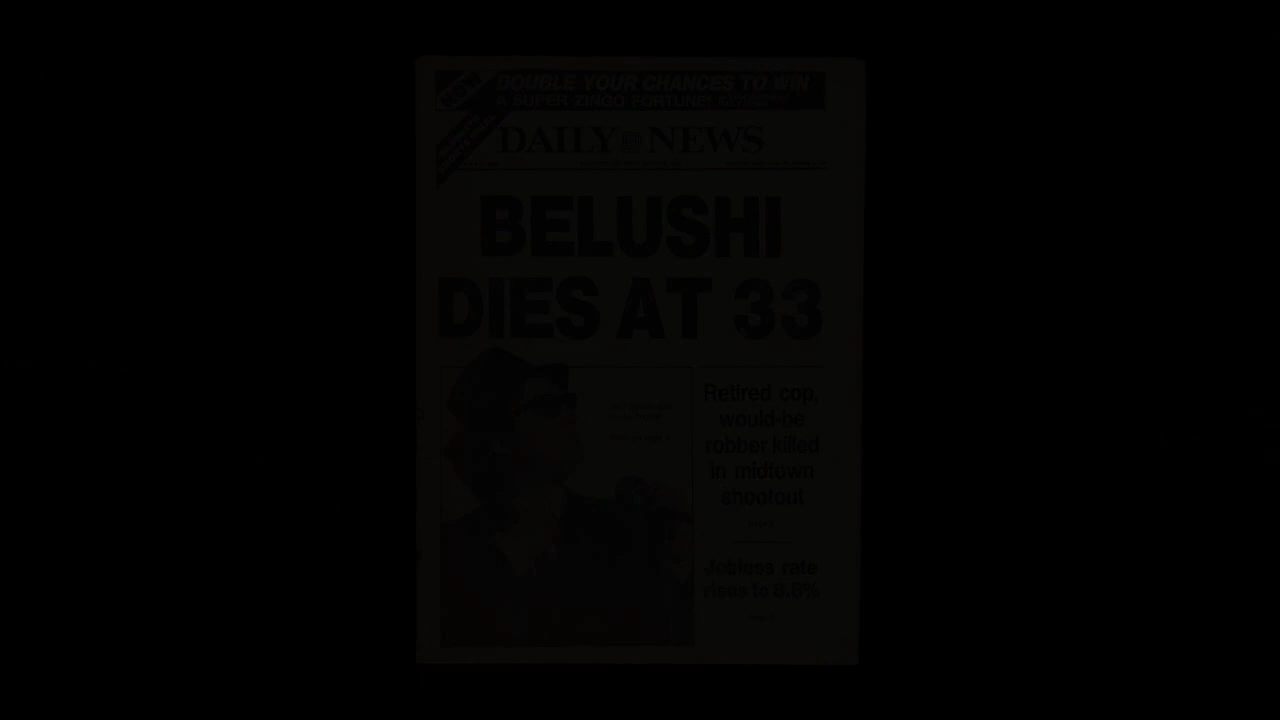 DOUBLE YOUR CHANCES TO WIN
A SUPER ZINGO FORTUNE!
DAILY NEWS
BELUSHI
DIES AT 33
Retired cop,
would-be
robber killed
in midtown
shootout
Jobless rate
rises to 8.8%